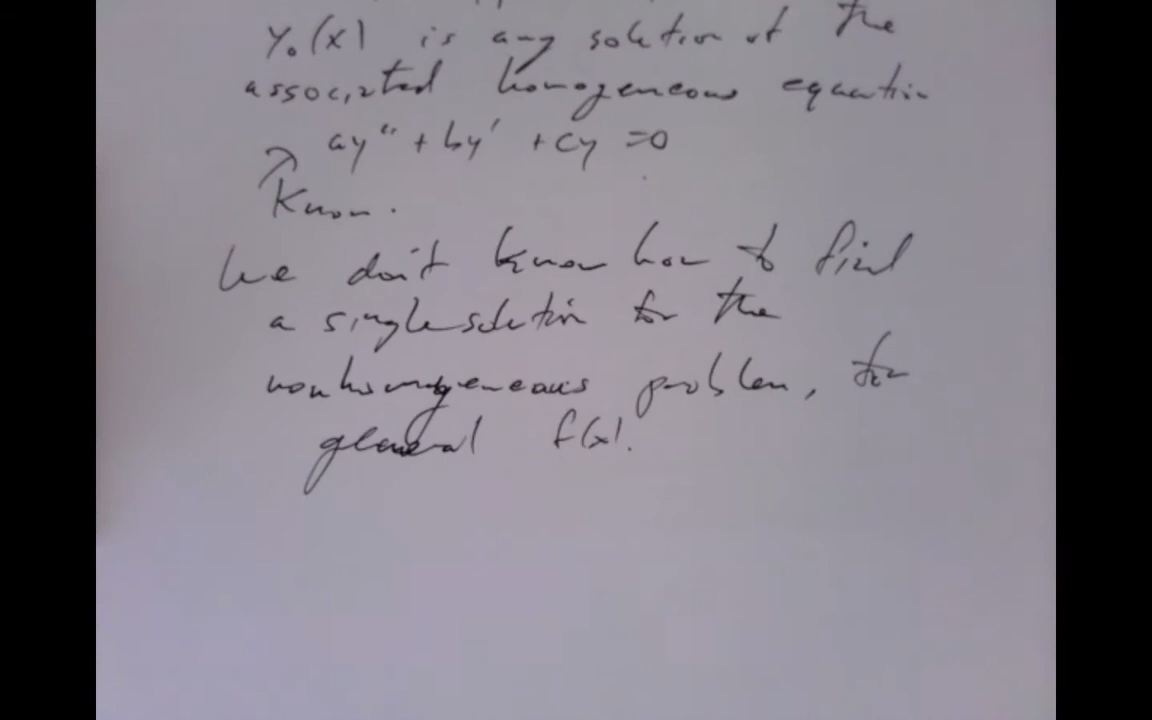 y₀(x) is any solution of the
associated homogeneous equation
ay" + by' + cy = 0
Know.
We don't know how to find
a single solution for the
nonhomogeneous problem, for
general f(x).